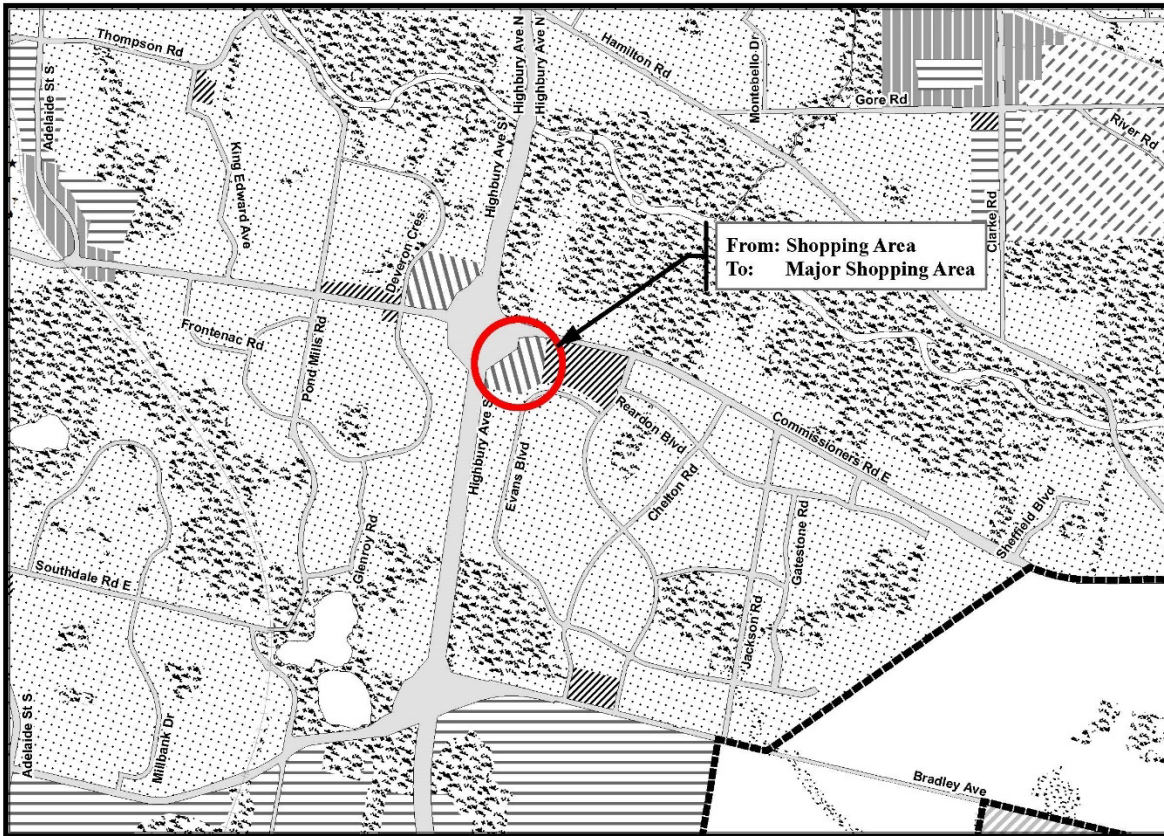 Thompson Rd
Adelaide St S
King Edward Ave
Highbury Ave N
Highbury Ave N
Hamilton Rd
Montebello Dr
Gore Rd
River Rd
Clarke Rd
Highbury Ave S
Deveron Cres
From: Shopping Area
To: Major Shopping Area
Frontenac Rd
Pond Mills Rd
Highbury Ave S
Evans Blvd
Reardon Blvd
Commissioners Rd E
Chelton Rd
Glenroy Rd
Gatestone Rd
Sheffield Blvd
Southdale Rd E
Jackson Rd
Adelaide St S
Millbank Dr
Bradley Ave